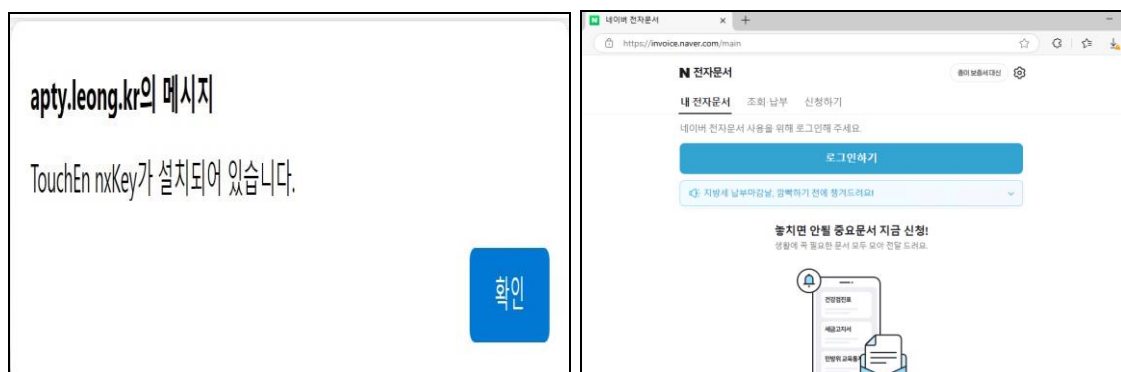 apty.leong.kr의 메시지
TouchEn nxKey가 설치되어 있습니다.
확인
네이버 전자문서
https://invoice.naver.com/main
N 전자문서
종이보증서대신
내 전자문서 조회·납부 신청하기
네이버 전자문서 사용을 위해 로그인해 주세요.
로그인하기
지방세 납부마감날, 깜빡하기 전에 챙겨드려요!
놓치면 안될 중요문서 지금 신청!
생활에 꼭 필요한 문서 모두 모아 전달 드려요.
건강검진표
세금고지서
민방위 교육통